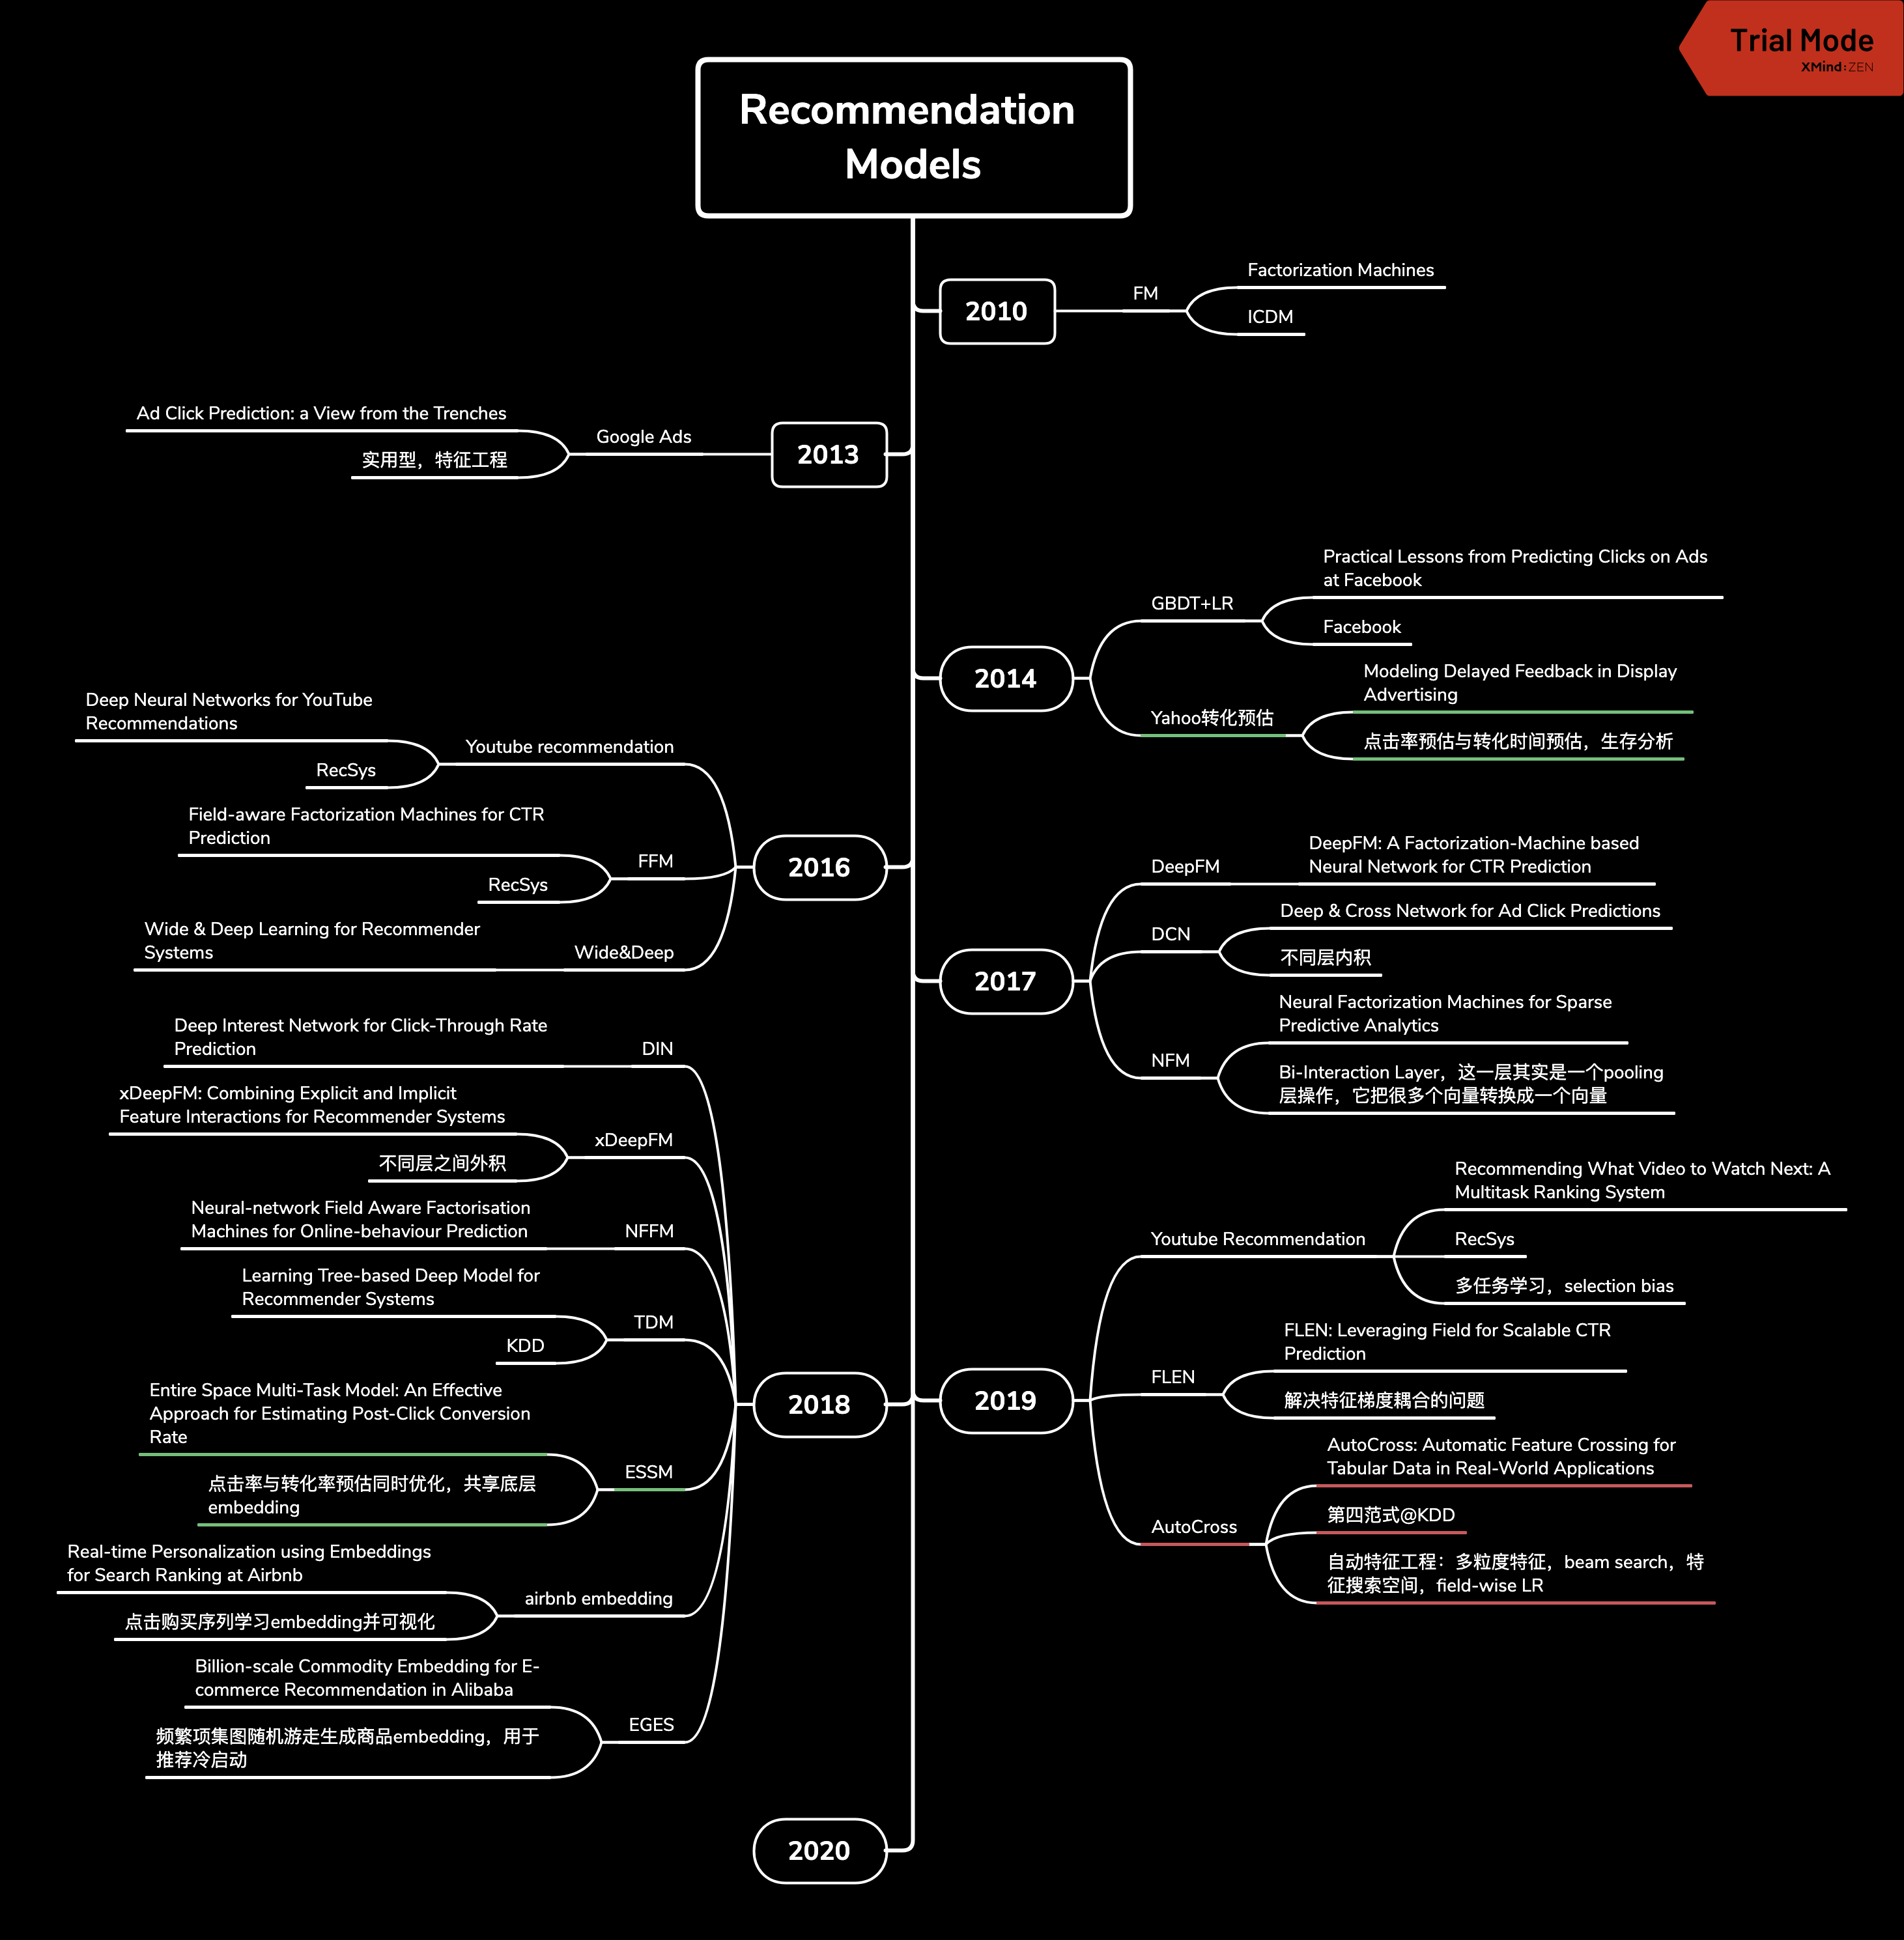 Trial Mode
XMind:ZEN
Recommendation
Models
2010
FM
Factorization Machines
ICDM
2013
Google Ads
Ad Click Prediction: a View from the Trenches
实用型，特征工程
2014
GBDT+LR
Practical Lessons from Predicting Clicks on Ads
at Facebook
Facebook
Yahoo转化预估
Modeling Delayed Feedback in Display
Advertising
点击率预估与转化时间预估，生存分析
2016
Youtube recommendation
Deep Neural Networks for YouTube
Recommendations
RecSys
FFM
Field-aware Factorization Machines for CTR
Prediction
RecSys
Wide&Deep
Wide & Deep Learning for Recommender
Systems
2017
DeepFM
DeepFM: A Factorization-Machine based
Neural Network for CTR Prediction
DCN
Deep & Cross Network for Ad Click Predictions
不同层内积
NFM
Neural Factorization Machines for Sparse
Predictive Analytics
Bi-Interaction Layer，这一层其实是一个pooling
层操作，它把很多个向量转换成一个向量
2018
DIN
Deep Interest Network for Click-Through Rate
Prediction
xDeepFM
xDeepFM: Combining Explicit and Implicit
Feature Interactions for Recommender Systems
不同层之间外积
NFFM
Neural-network Field Aware Factorisation
Machines for Online-behaviour Prediction
TDM
Learning Tree-based Deep Model for
Recommender Systems
KDD
ESSM
Entire Space Multi-Task Model: An Effective
Approach for Estimating Post-Click Conversion
Rate
点击率与转化率预估同时优化，共享底层
embedding
airbnb embedding
Real-time Personalization using Embeddings
for Search Ranking at Airbnb
点击购买序列学习embedding并可视化
EGES
Billion-scale Commodity Embedding for E-
commerce Recommendation in Alibaba
频繁项集图随机游走生成商品embedding，用于
推荐冷启动
2019
Youtube Recommendation
Recommending What Video to Watch Next: A
Multitask Ranking System
RecSys
多任务学习，selection bias
FLEN
FLEN: Leveraging Field for Scalable CTR
Prediction
解决特征梯度耦合的问题
AutoCross
AutoCross: Automatic Feature Crossing for
Tabular Data in Real-World Applications
第四范式@KDD
自动特征工程：多粒度特征，beam search，特
征搜索空间，field-wise LR
2020